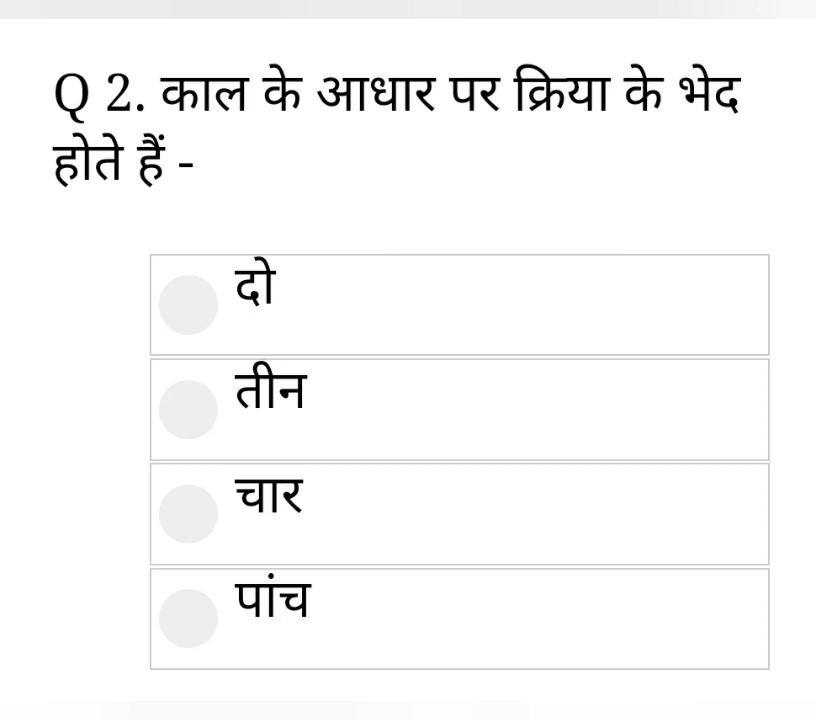 Q 2. काल के आधार पर क्रिया के भेद
होते हैं -
दो
तीन
चार
पांच